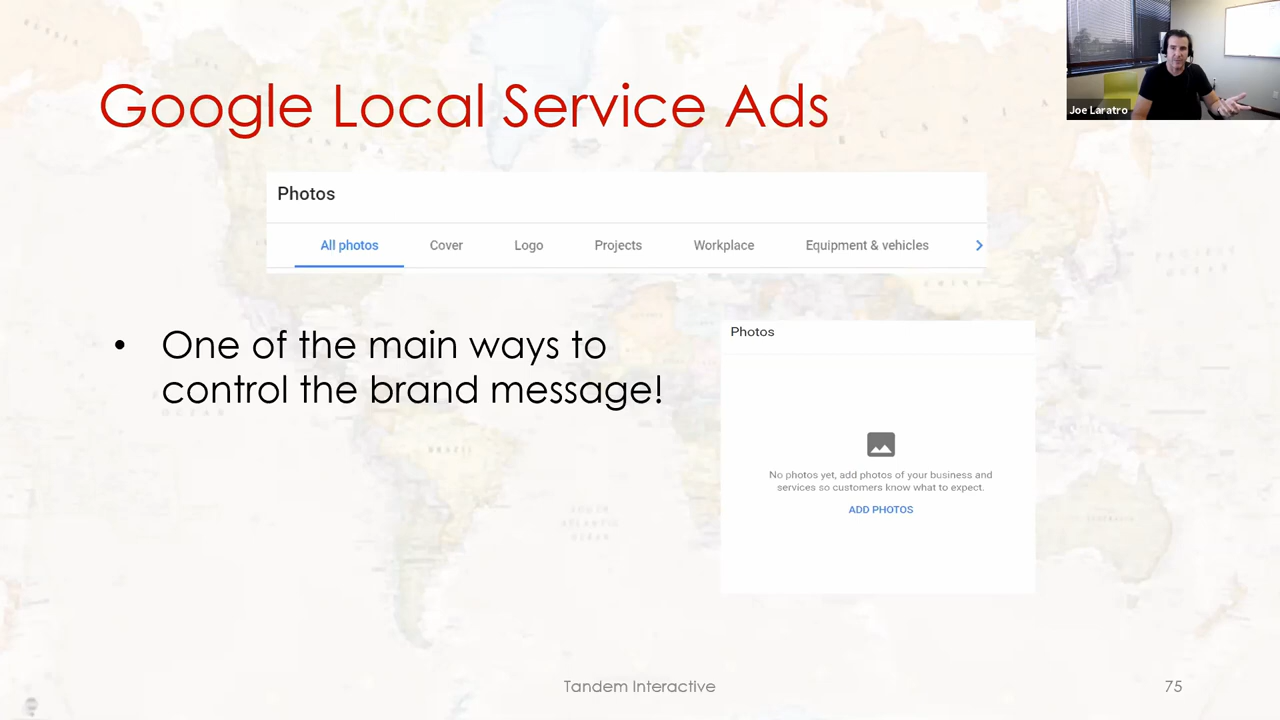 Google Local Service Ads
Joe Laratro
Photos
All photos Cover Logo Projects Workplace Equipment & vehicles
• One of the main ways to
control the brand message!
Photos
No photos yet, add photos of your business and
services so customers know what to expect.
ADD PHOTOS
Tandem Interactive
75